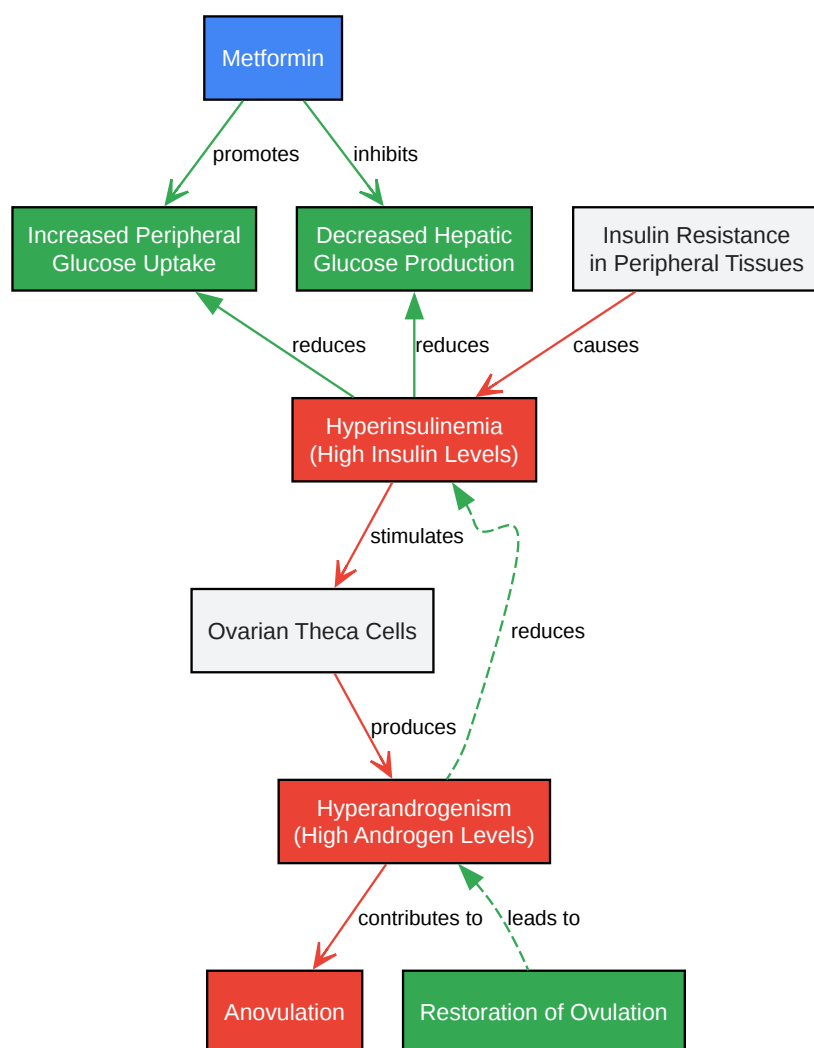 Metformin
promotes
inhibits
Increased Peripheral
Glucose Uptake
Decreased Hepatic
Glucose Production
Insulin Resistance
in Peripheral Tissues
reduces
reduces
causes
Hyperinsulinemia
(High Insulin Levels)
stimulates
Ovarian Theca Cells
reduces
produces
Hyperandrogenism
(High Androgen Levels)
contributes to
leads to
Anovulation
Restoration of Ovulation